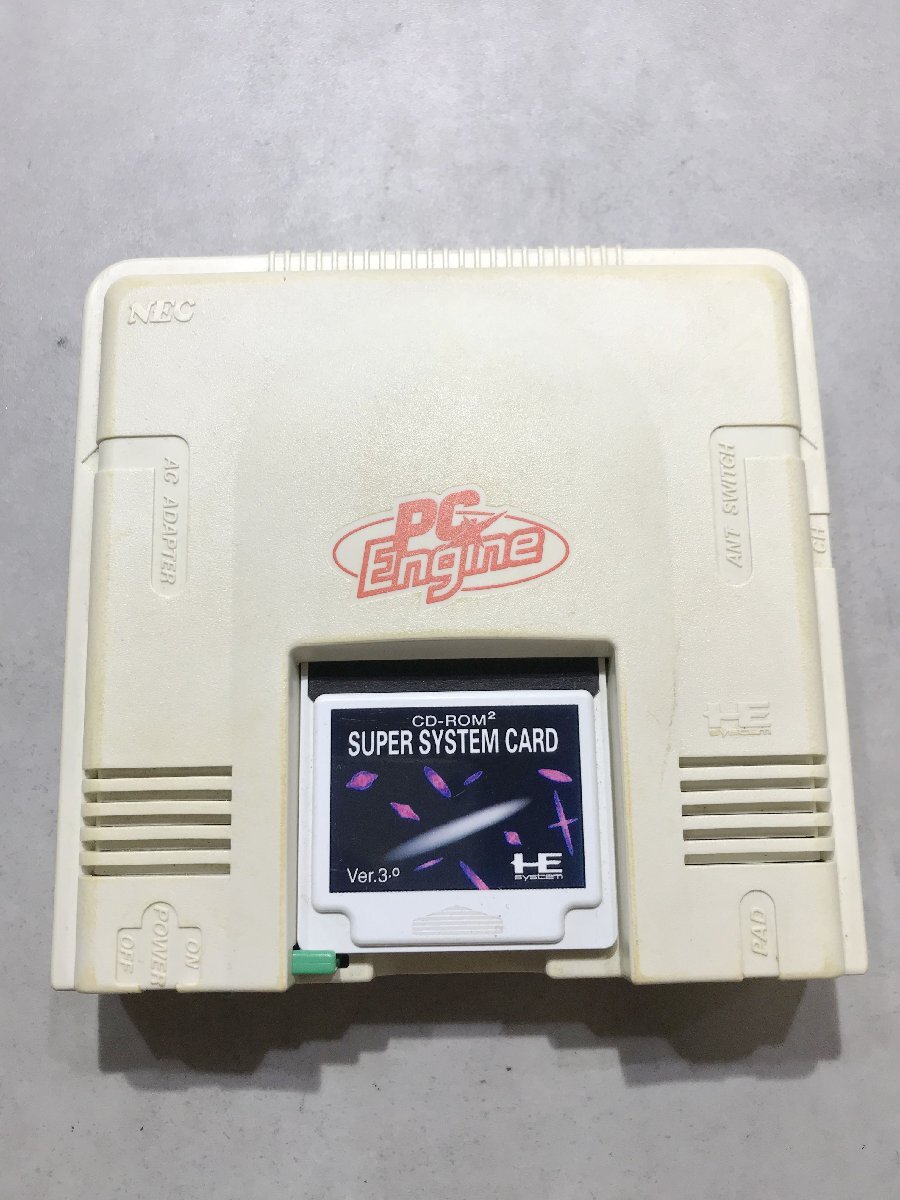 NEC
AC ADAPTER
ANT SWITCH
CH
PC
Engine
HE
SYSTEM
CD-ROM²
SUPER SYSTEM CARD
Ver.3.0
HE
SYSTEM
ON
POWER
OFF
PAD